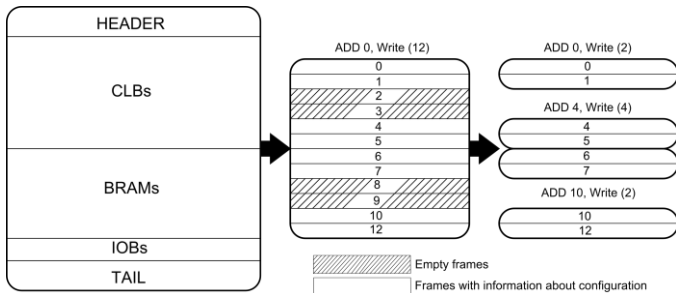 HEADER
CLBs
BRAMs
IOBs
TAIL
ADD 0, Write (12)
0
1
2
3
4
5
6
7
8
9
10
12
ADD 0, Write (2)
0
1
ADD 4, Write (4)
4
5
6
7
ADD 10, Write (2)
10
12
Empty frames
Frames with information about configuration